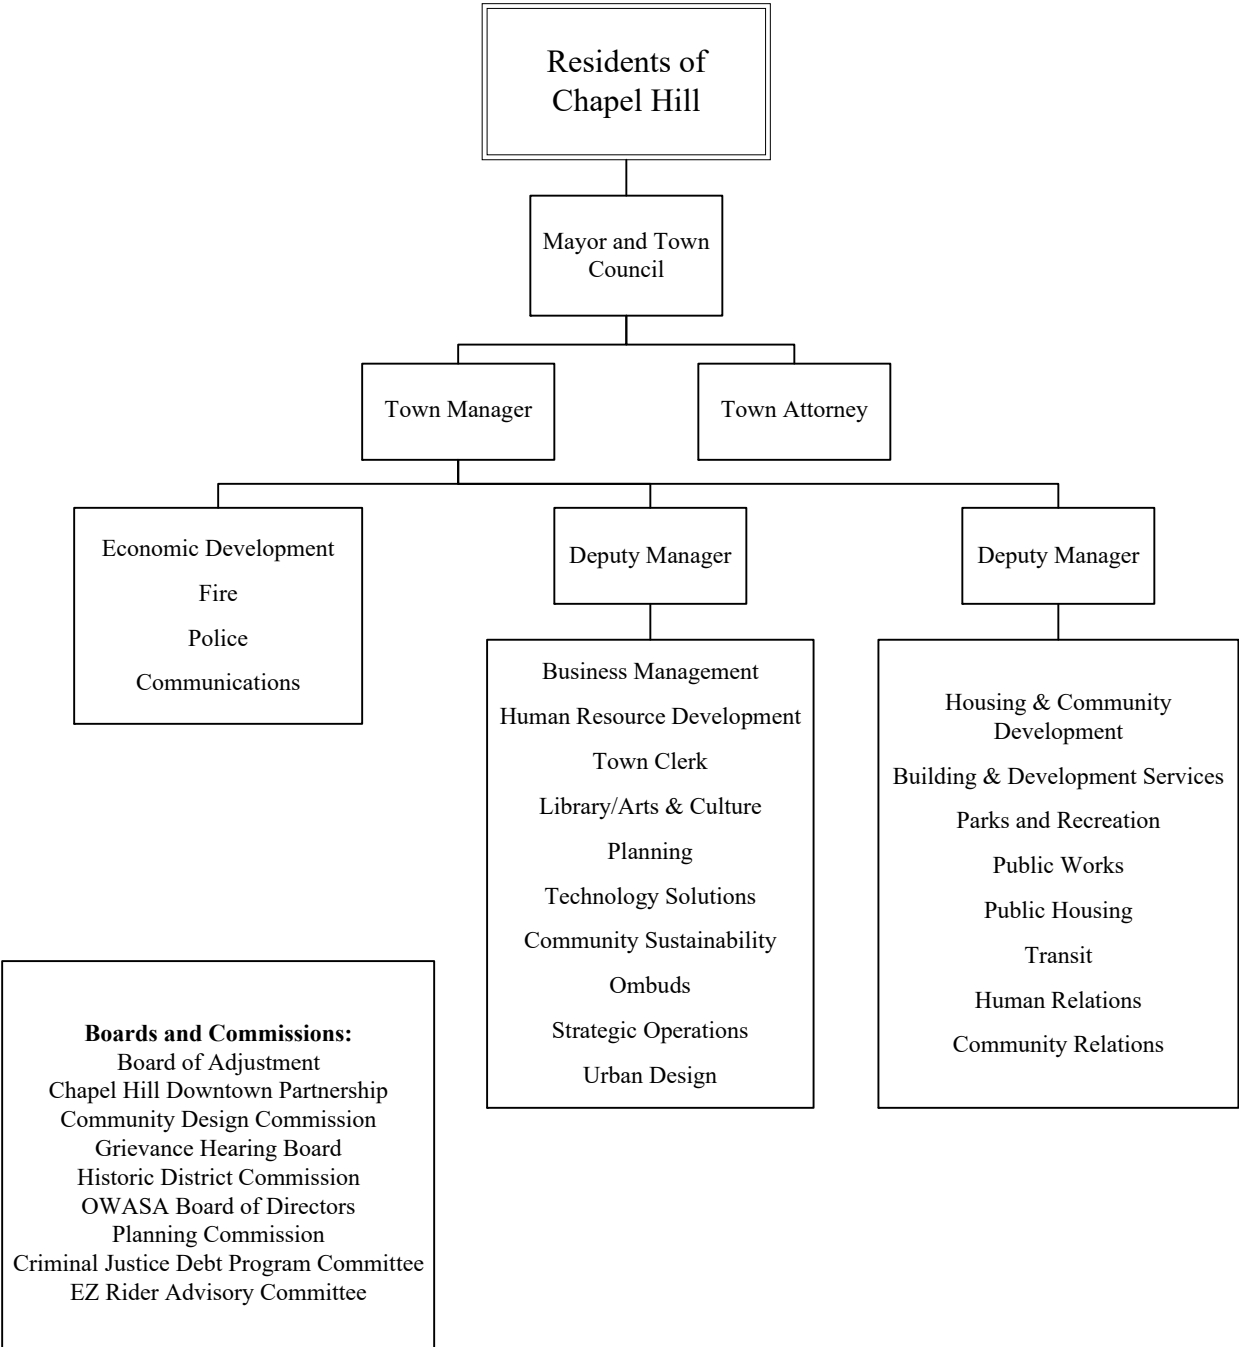 Residents of
Chapel Hill
Mayor and Town
Council
Town Manager
Town Attorney
Economic Development
Fire
Police
Communications
Deputy Manager
Deputy Manager
Business Management
Human Resource Development
Town Clerk
Library/Arts & Culture
Planning
Technology Solutions
Community Sustainability
Ombuds
Strategic Operations
Urban Design
Housing & Community
Development
Building & Development Services
Parks and Recreation
Public Works
Public Housing
Transit
Human Relations
Community Relations
Boards and Commissions:
Board of Adjustment
Chapel Hill Downtown Partnership
Community Design Commission
Grievance Hearing Board
Historic District Commission
OWASA Board of Directors
Planning Commission
Criminal Justice Debt Program Committee
EZ Rider Advisory Committee